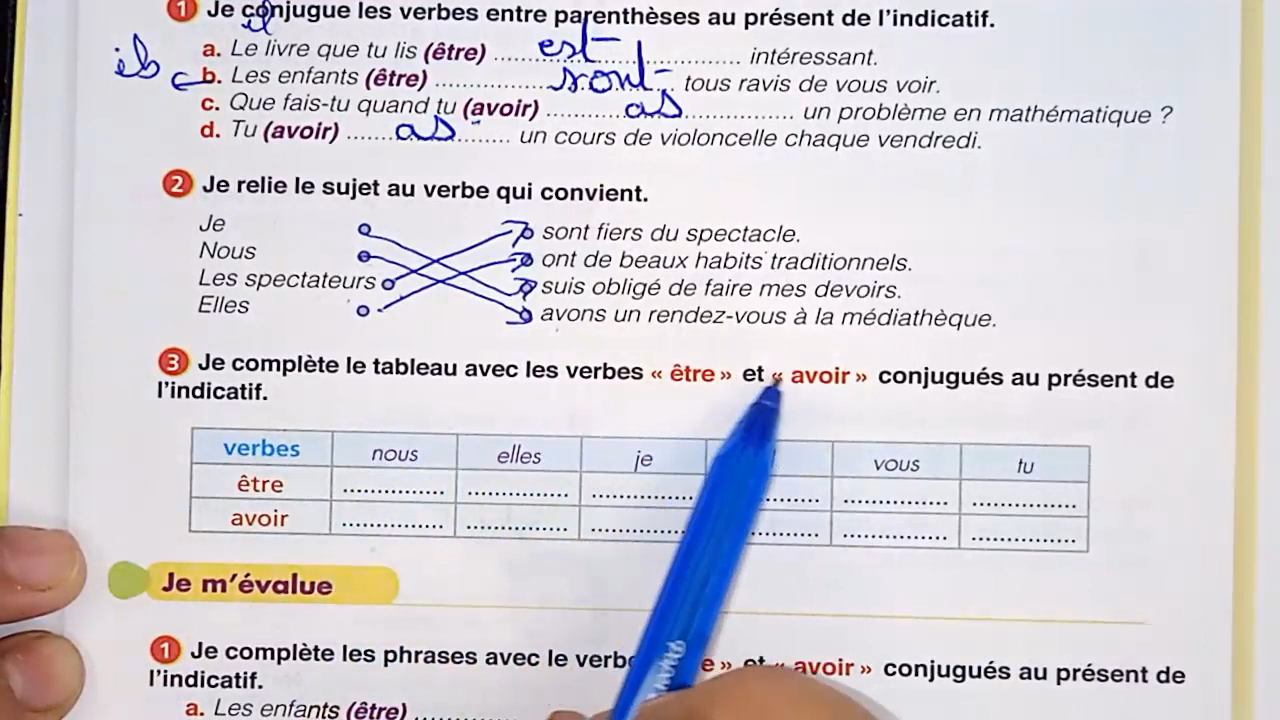 1 Je conjugue les verbes entre parenthèses au présent de l'indicatif.
il
a. Le livre que tu lis (être) ........ est ........ intéressant.
ils
b. Les enfants (être) ........ sont ........ tous ravis de vous voir.
c. Que fais-tu quand tu (avoir) ........ as ........ un problème en mathématique ?
d. Tu (avoir) ........ as ........ un cours de violoncelle chaque vendredi.
2 Je relie le sujet au verbe qui convient.
Je sont fiers du spectacle.
Nous ont de beaux habits traditionnels.
Les spectateurs suis obligé de faire mes devoirs.
Elles avons un rendez-vous à la médiathèque.
3 Je complète le tableau avec les verbes « être » et « avoir » conjugués au présent de
l'indicatif.
verbes nous elles je vous tu
être ........ ........ ........ ........ ........ ........
avoir ........ ........ ........ ........ ........ ........
Je m'évalue
1 Je complète les phrases avec le e » et « avoir » conjugués au présent de
l'indicatif.
a. Les enfants (être) ........